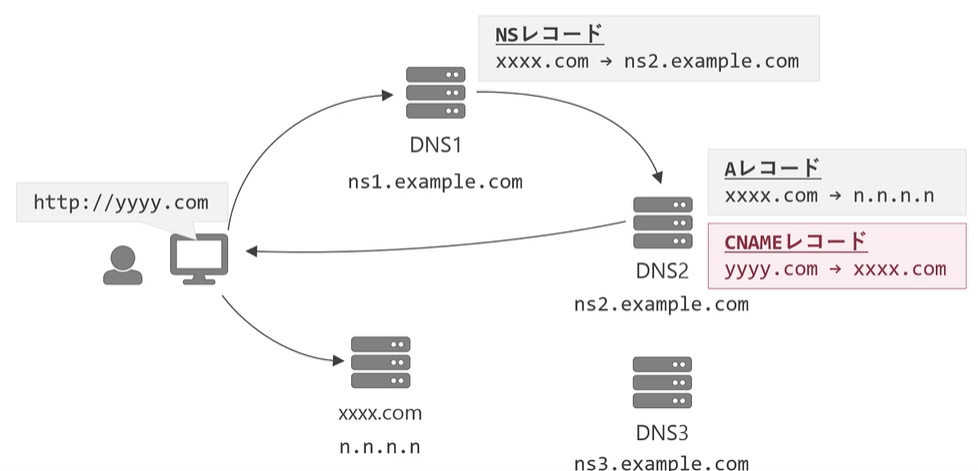 NSレコード
xxxx.com → ns2.example.com
DNS1
ns1.example.com
http://yyyy.com
Aレコード
xxxx.com → n.n.n.n
CNAMEレコード
yyyy.com → xxxx.com
DNS2
ns2.example.com
xxxx.com
n.n.n.n
DNS3
ns3.example.com